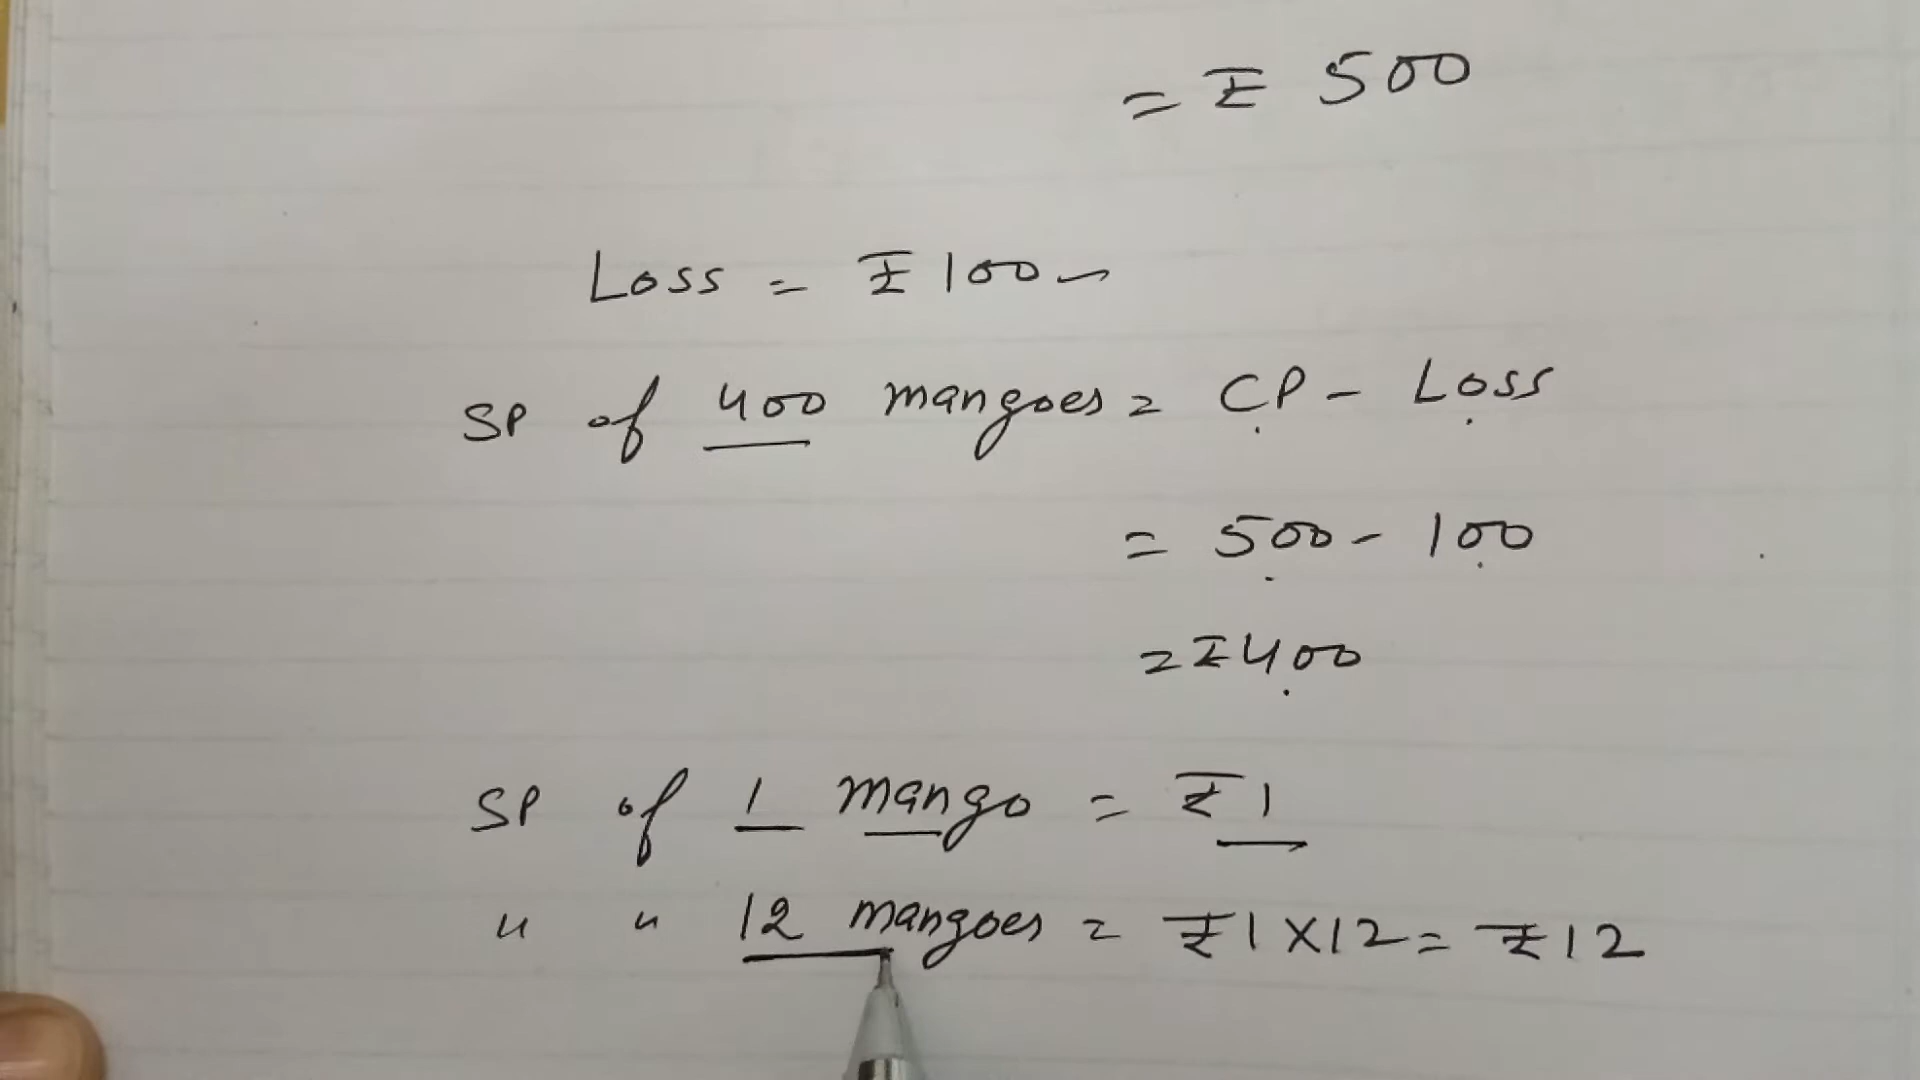 = ₹ 500
Loss = ₹ 100
SP of 400 mangoes = CP - Loss
= 500 - 100
= ₹ 400
SP of 1 mango = ₹ 1
" " 12 mangoes = ₹ 1 × 12 = ₹ 12